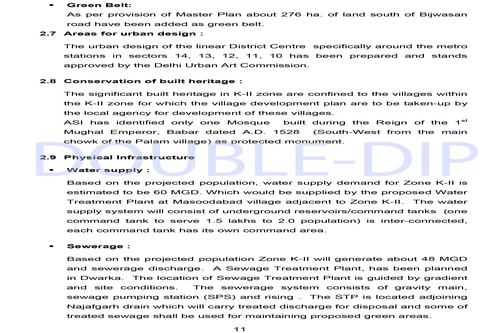 • Green Belt:
As per provision of Master Plan about 276 ha. of land south of Bijwasan
road have been added as green belt.
2.7 Areas for urban design :
The urban design of the linear District Centre specifically around the metro
stations in sectors 14, 13, 12, 11, 10 has been prepared and stands
approved by the Delhi Urban Art Commission.
2.8 Conservation of built heritage :
The significant built heritage in K-II zone are confined to the villages within
the K-II zone for which the village development plan are to be taken-up by
the local agency for development of these villages.
ASI has identified only one Mosque built during the Reign of the 1st
Mughal Emperor, Babar dated A.D. 1528 (South-West from the main
chowk of the Palam village) as protected monument.
DOUBLE-DIP
2.9 Physical Infrastructure
• Water supply :
Based on the projected population, water supply demand for Zone K-II is
estimated to be 60 MGD. Which would be supplied by the proposed Water
Treatment Plant at Masoodabad village adjacent to Zone K-II. The water
supply system will consist of underground reservoirs/command tanks (one
command tank to serve 1.5 lakhs to 2.0 population) is inter-connected,
each command tank has its own command area.
• Sewerage :
Based on the projected population Zone K-II will generate about 48 MGD
and sewerage discharge. A Sewage Treatment Plant, has been planned
in Dwarka. The location of Sewage Treatment Plant is guided by gradient
and site conditions. The sewerage system consists of gravity main,
sewage pumping station (SPS) and rising . The STP is located adjoining
Najafgarh drain which will carry treated discharge for disposal and some of
treated sewage shall be used for maintaining proposed green areas.
11